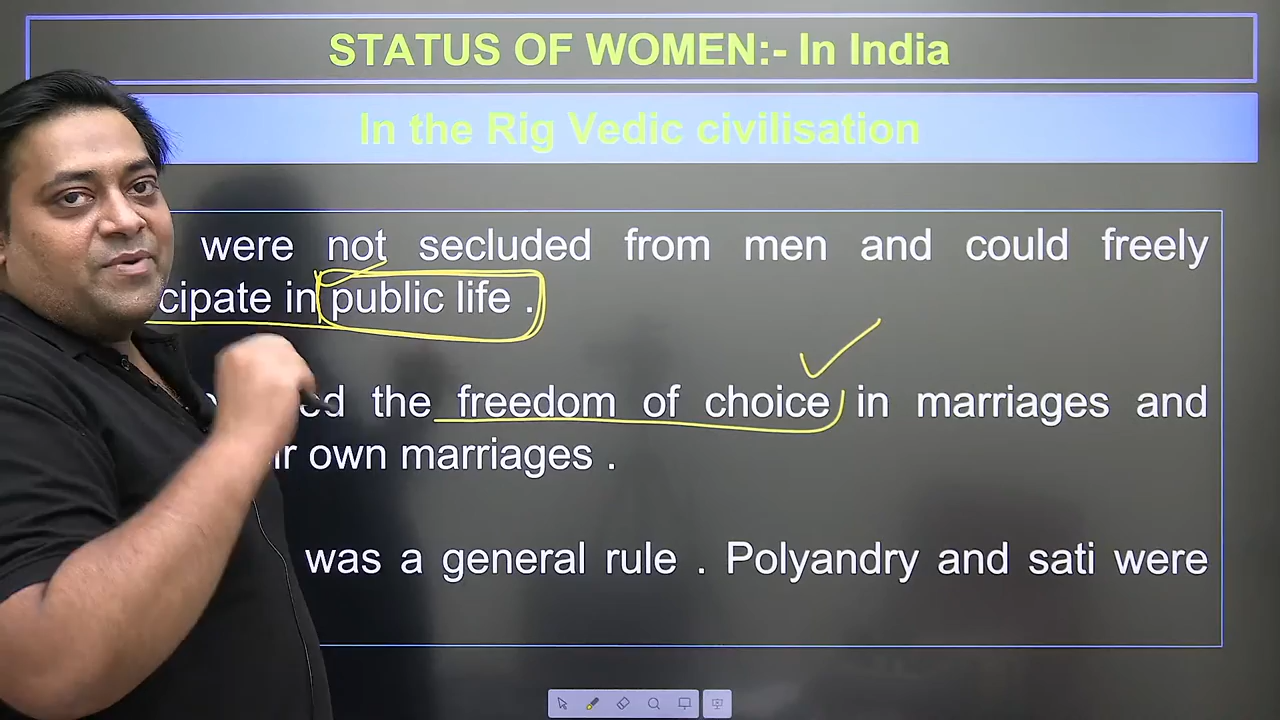 STATUS OF WOMEN:- In India
In the Rig Vedic civilisation
were not secluded from men and could freely
cipate in public life .
the freedom of choice in marriages and
own marriages .
was a general rule . Polyandry and sati were